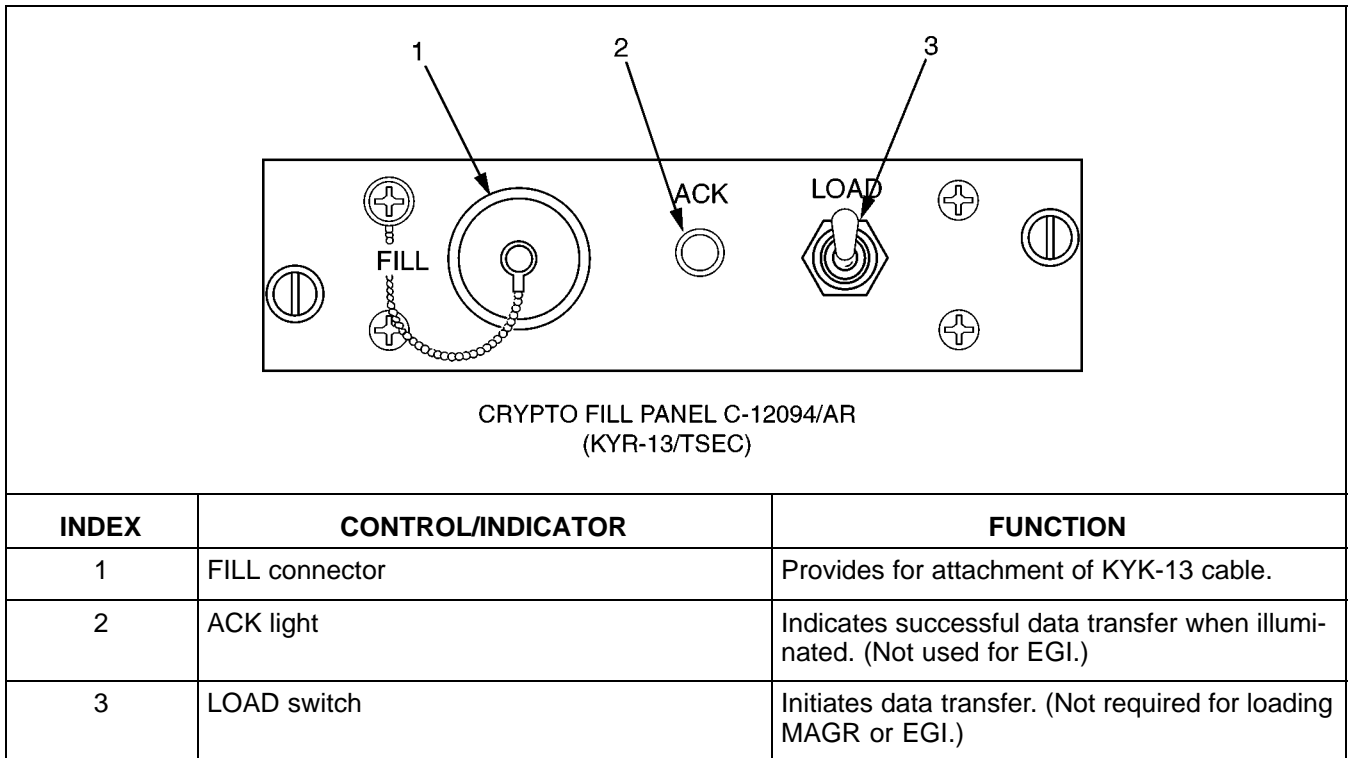 1 2 3
ACK LOAD
FILL
CRYPTO FILL PANEL C-12094/AR
(KYR-13/TSEC)
INDEX CONTROL/INDICATOR FUNCTION
1 FILL connector Provides for attachment of KYK-13 cable.
2 ACK light Indicates successful data transfer when illumi-
nated. (Not used for EGI.)
3 LOAD switch Initiates data transfer. (Not required for loading
MAGR or EGI.)